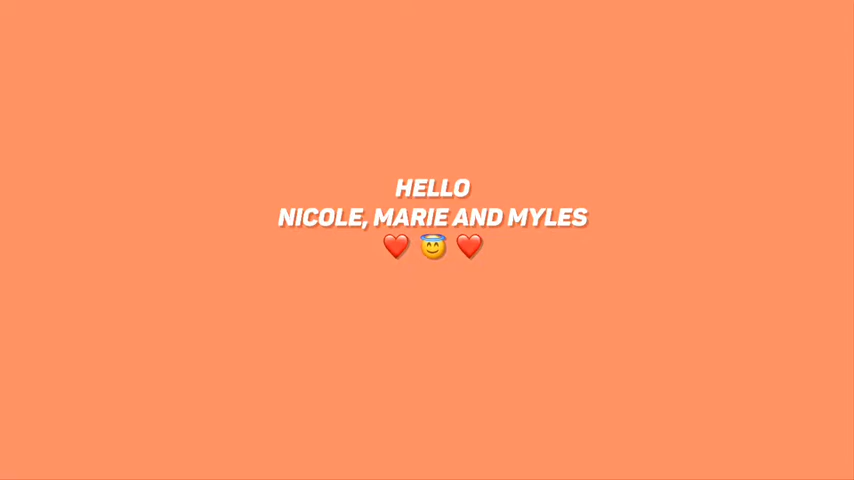 HELLO
NICOLE, MARIE AND MYLES
❤️ 😇 ❤️